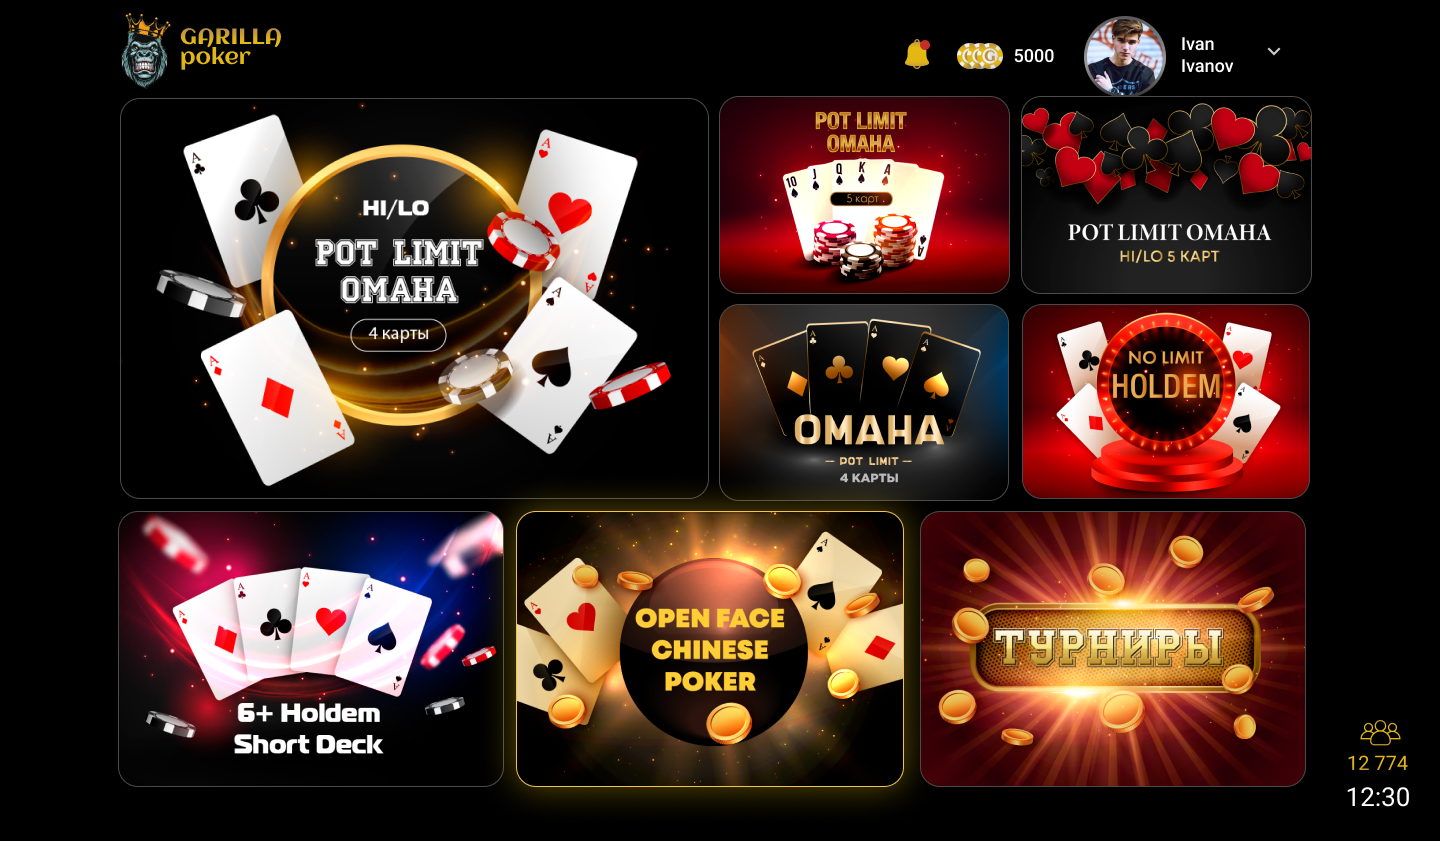 GARILLA
poker
5000
Ivan
Ivanov
HI/LO
POT LIMIT
OMAHA
4 карты
POT LIMIT
OMAHA
10 J Q K A
5 карт
POT LIMIT OMAHA
HI/LO 5 КАРТ
OMAHA
POT LIMIT
4 КАРТЫ
NO LIMIT
HOLDEM
6+ Holdem
Short Deck
OPEN FACE
CHINESE
POKER
ТУРНИРЫ
12 774
12:30